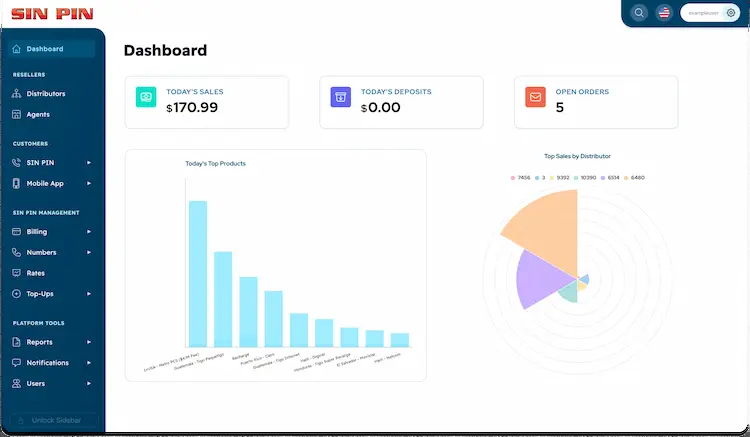 SIN PIN
exampleuser
Dashboard
RESELLERS
Distributors
Agents
CUSTOMERS
SIN PIN
Mobile App
SIN PIN MANAGEMENT
Billing
Numbers
Rates
Top-Ups
PLATFORM TOOLS
Reports
Notifications
Users
Unlock Sidebar
Dashboard
TODAY'S SALES
$170.99
TODAY'S DEPOSITS
$0.00
OPEN ORDERS
5
Today's Top Products
Guatemala - Tigo Paquetigo
Recharge
Puerto Rico - Claro
Guatemala - Tigo Internet
Haiti - Digicel
Honduras - Tigo Super Recarga
El Salvador - Movistar
Haiti - Natcom
Top Sales by Distributor
7456 3 9392 10390 6514 6480